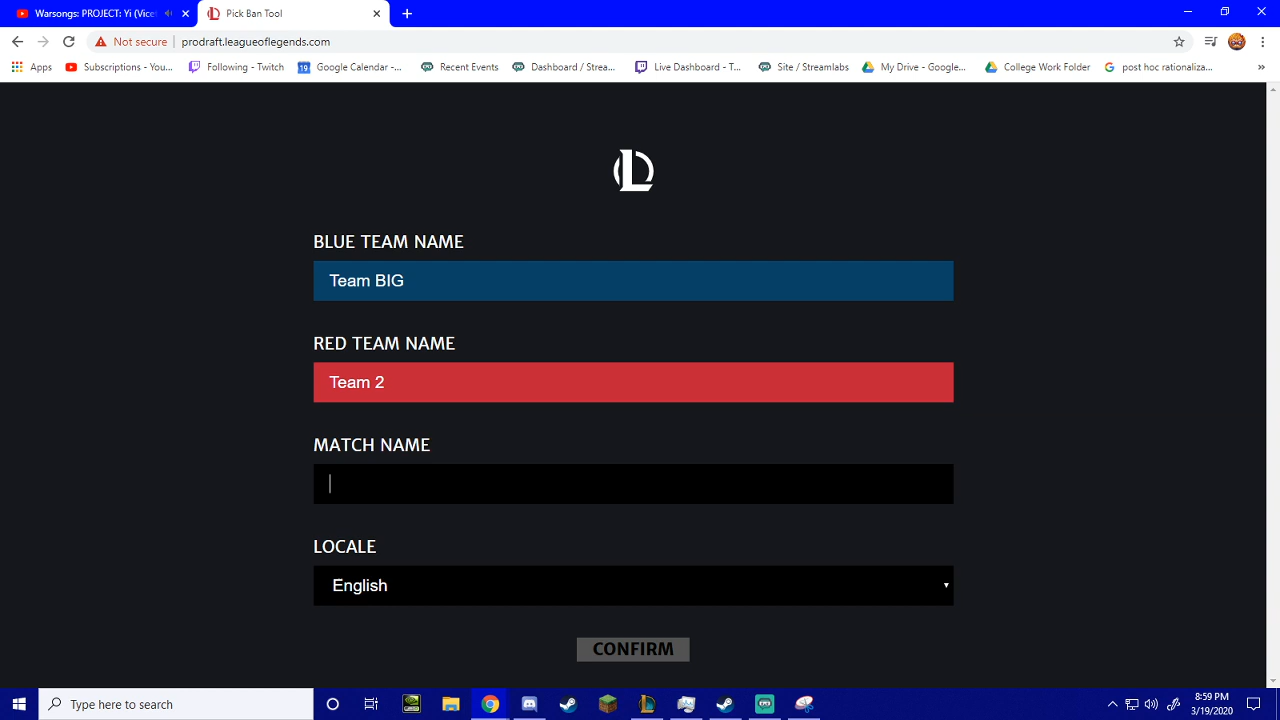 Warsongs: PROJECT: Yi (Vicet
Pick Ban Tool
Not secure | prodraft.leagueoflegends.com
Apps Subscriptions - You... Following - Twitch Google Calendar -... Recent Events Dashboard / Strea... Live Dashboard - T... Site / Streamlabs My Drive - Google... College Work Folder post hoc rationaliza... »
BLUE TEAM NAME
Team BIG
RED TEAM NAME
Team 2
MATCH NAME
LOCALE
English
CONFIRM
Type here to search
8:59 PM
3/19/2020